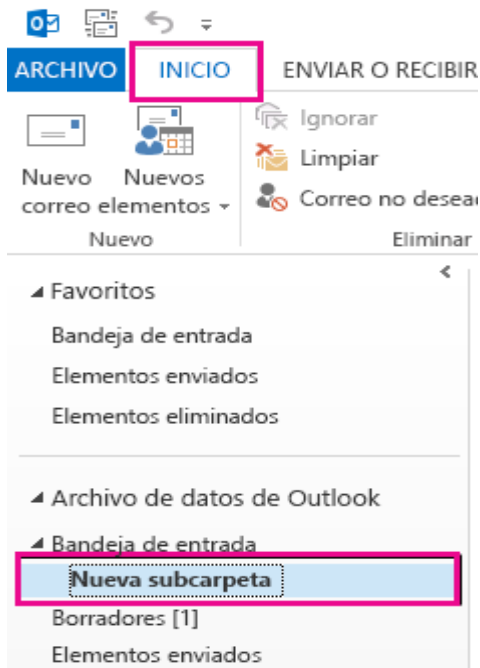 ARCHIVO INICIO ENVIAR O RECIBIR
Ignorar
Limpiar
Nuevo Nuevos
correo elementos
Correo no
Nuevo Eliminar
Favoritos
Bandeja de entrada
Elementos enviados
Elementos eliminados
Archivo de datos de Outlook
Bandeja de entrada
Nueva subcarpeta
Borradores [1]
Elementos enviados